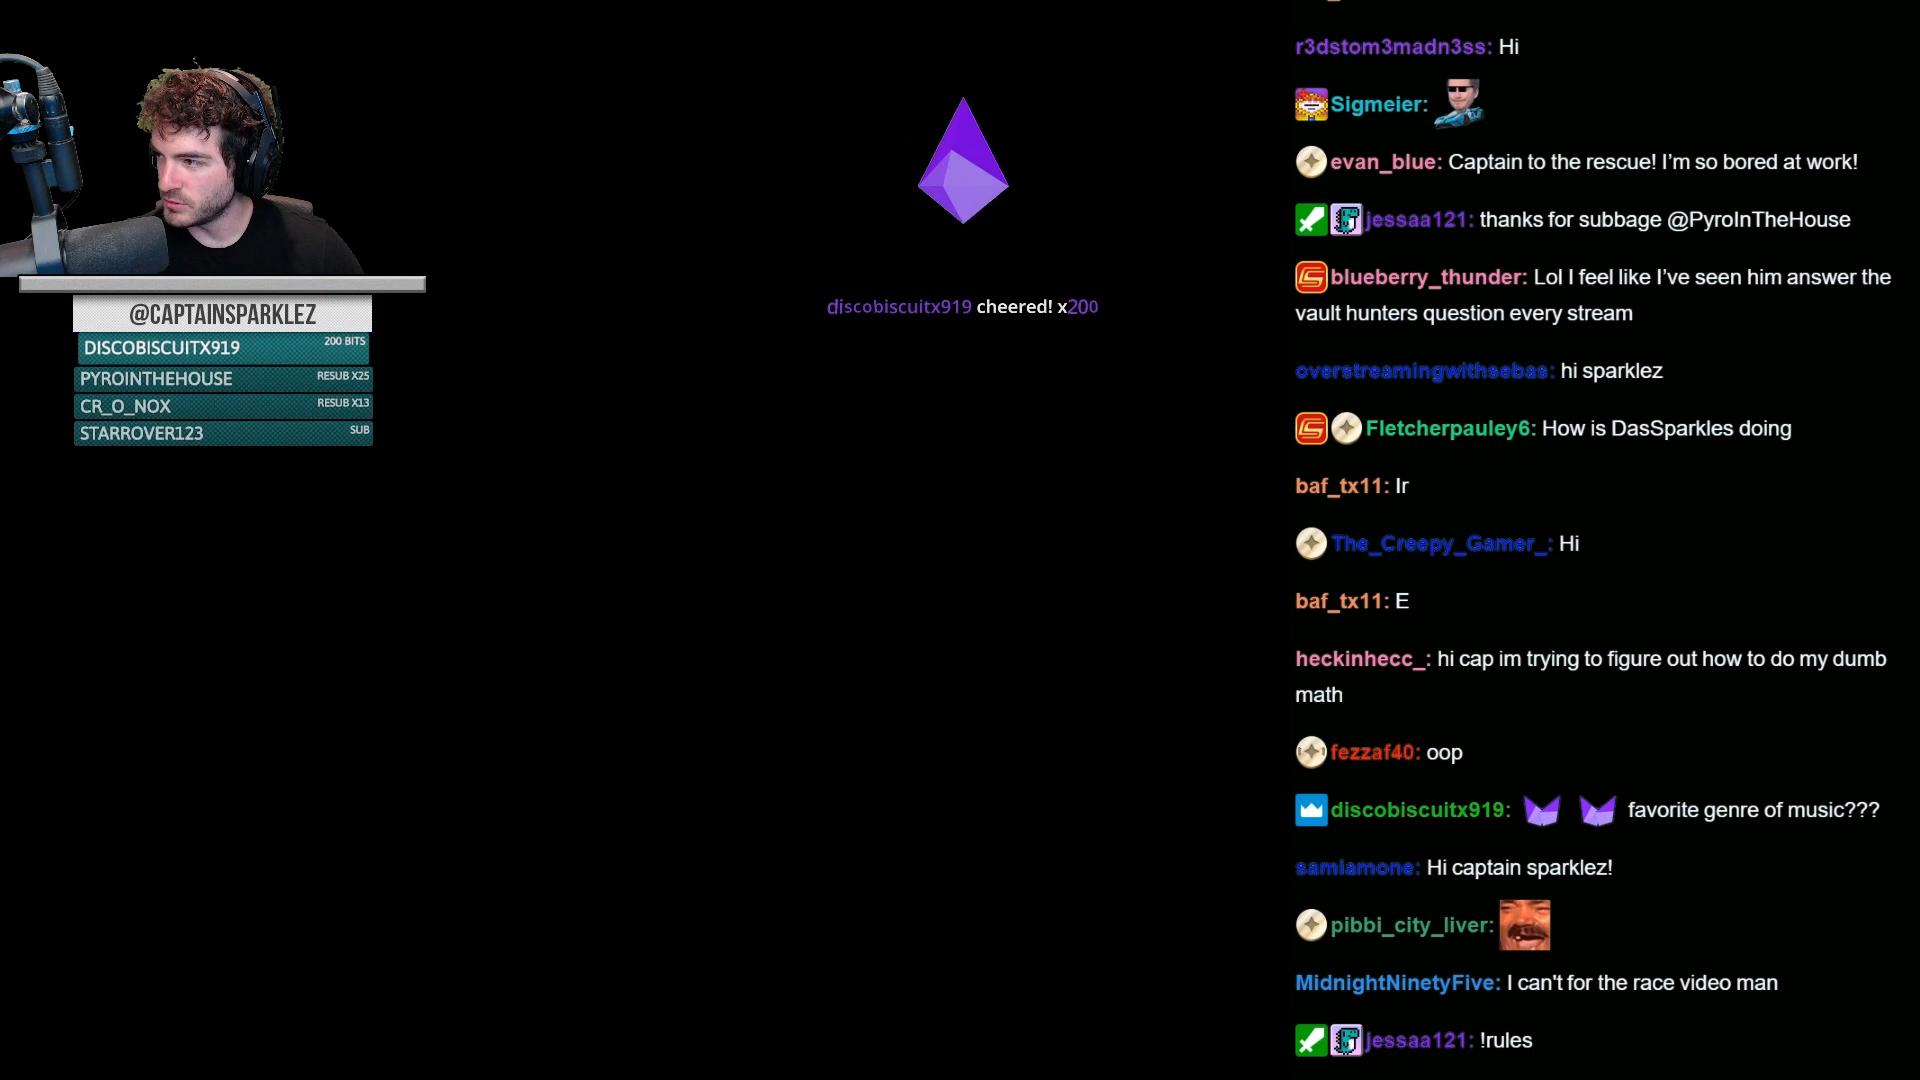 @CAPTAINSPARKLEZ
DISCOBISCUITX919 200 BITS
PYROINTHEHOUSE RESUB X25
CR_O_NOX RESUB X13
STARROVER123 SUB
discobiscuitx919 cheered! x200
r3dstom3madn3ss: Hi
Sigmeier:
evan_blue: Captain to the rescue! I’m so bored at work!
jessaa121: thanks for subbage @PyroInTheHouse
blueberry_thunder: Lol I feel like I’ve seen him answer the
vault hunters question every stream
overstreamingwithsebas: hi sparklez
Fletcherpauley6: How is DasSparkles doing
baf_tx11: Ir
The_Creepy_Gamer_: Hi
baf_tx11: E
heckinhecc_: hi cap im trying to figure out how to do my dumb
math
fezzaf40: oop
discobiscuitx919: favorite genre of music???
samiamone: Hi captain sparklez!
pibbi_city_liver:
MidnightNinetyFive: I can't for the race video man
jessaa121: !rules